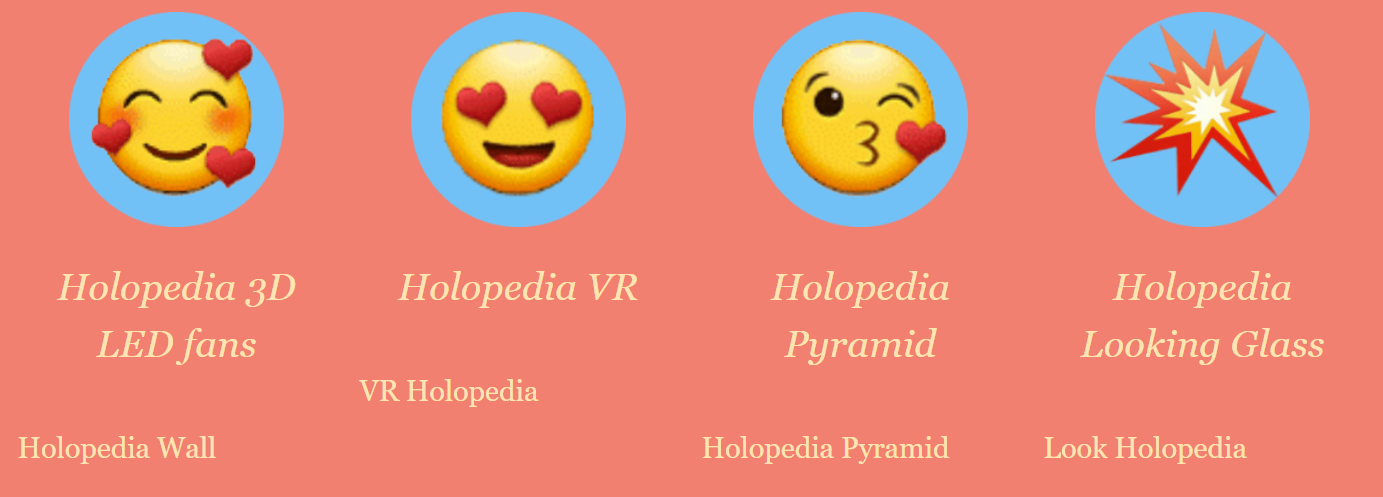 Holopedia 3D
LED fans
Holopedia Wall
Holopedia VR
VR Holopedia
Holopedia
Pyramid
Holopedia Pyramid
Holopedia
Looking Glass
Look Holopedia